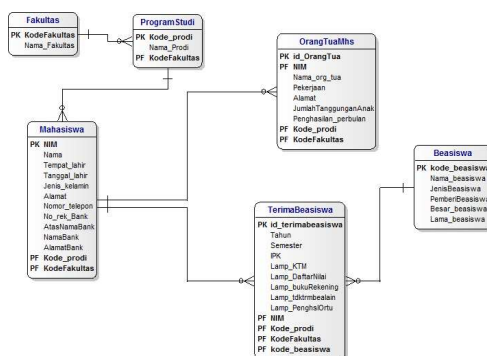 Fakultas
PK KodeFakultas
Nama_Fakultas
ProgramStudi
PK Kode_prodi
Nama_Prodi
PF KodeFakultas
OrangTuaMhs
PK id_OrangTua
PF NIM
Nama_org_tua
Pekerjaan
Alamat
JumlahTanggunganAnak
Penghasilan_perbulan
PF Kode_prodi
PF KodeFakultas
Mahasiswa
PK NIM
Nama
Tempat_lahir
Tanggal_lahir
Jenis_kelamin
Alamat
Nomor_telepon
No_rek_Bank
AtasNamaBank
NamaBank
AlamatBank
PF Kode_prodi
PF KodeFakultas
Beasiswa
PK kode_beasiswa
Nama_beasiswa
JenisBeasiswa
PemberiBeasiswa
Besar_beasiswa
Lama_beasiswa
TerimaBeasiswa
PK id_terimabeasiswa
Tahun
Semester
IPK
Lamp_KTM
Lamp_DaftarNilai
Lamp_bukuRekening
Lamp_tdktrmbealain
Lamp_PenghslOrtu
PF NIM
PF Kode_prodi
PF KodeFakultas
PF kode_beasiswa